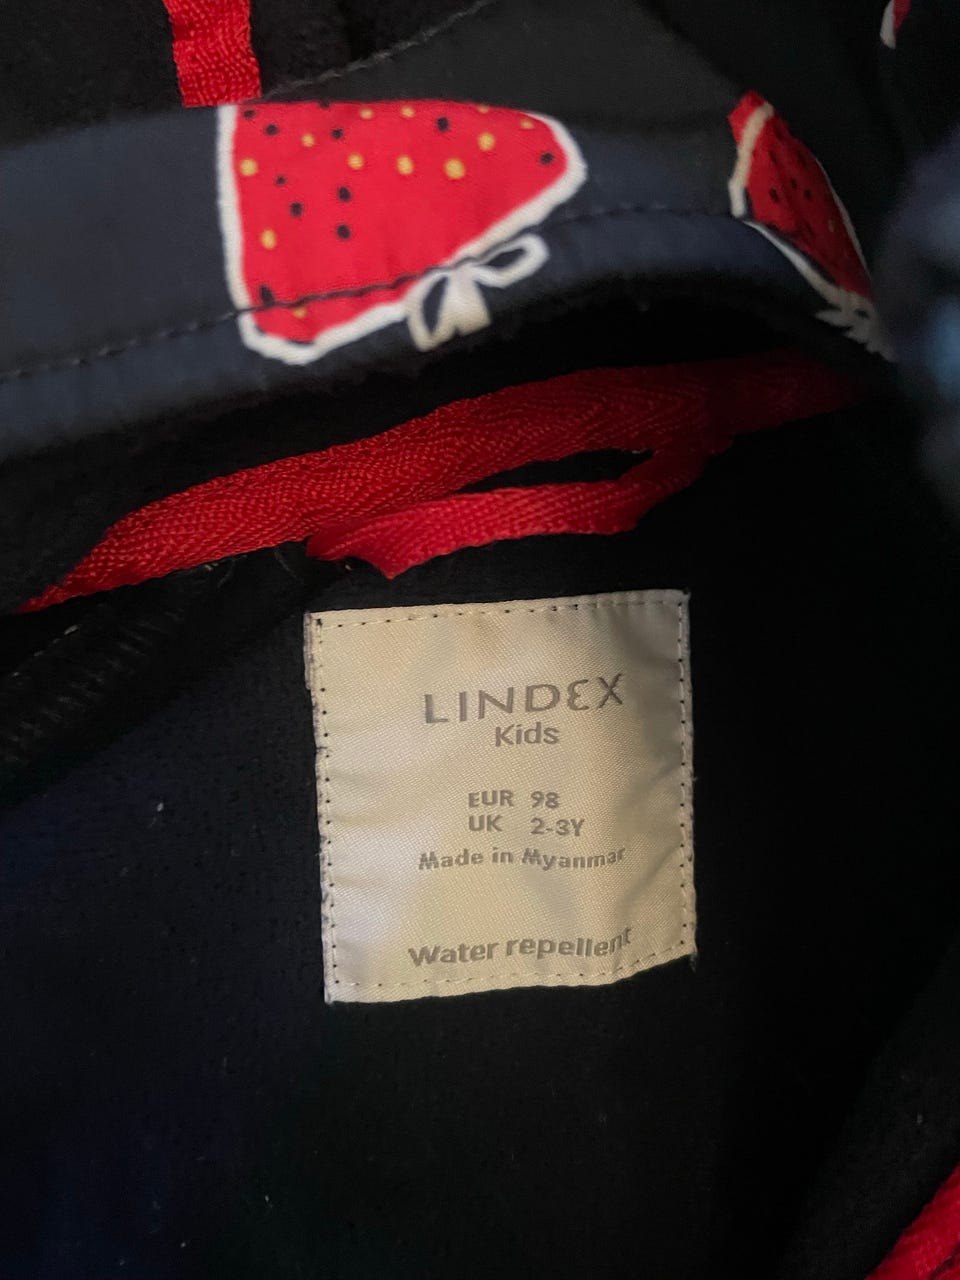 LINDEX
Kids
EUR 98
UK 2-3Y
Made in Myanmar
Water repellent